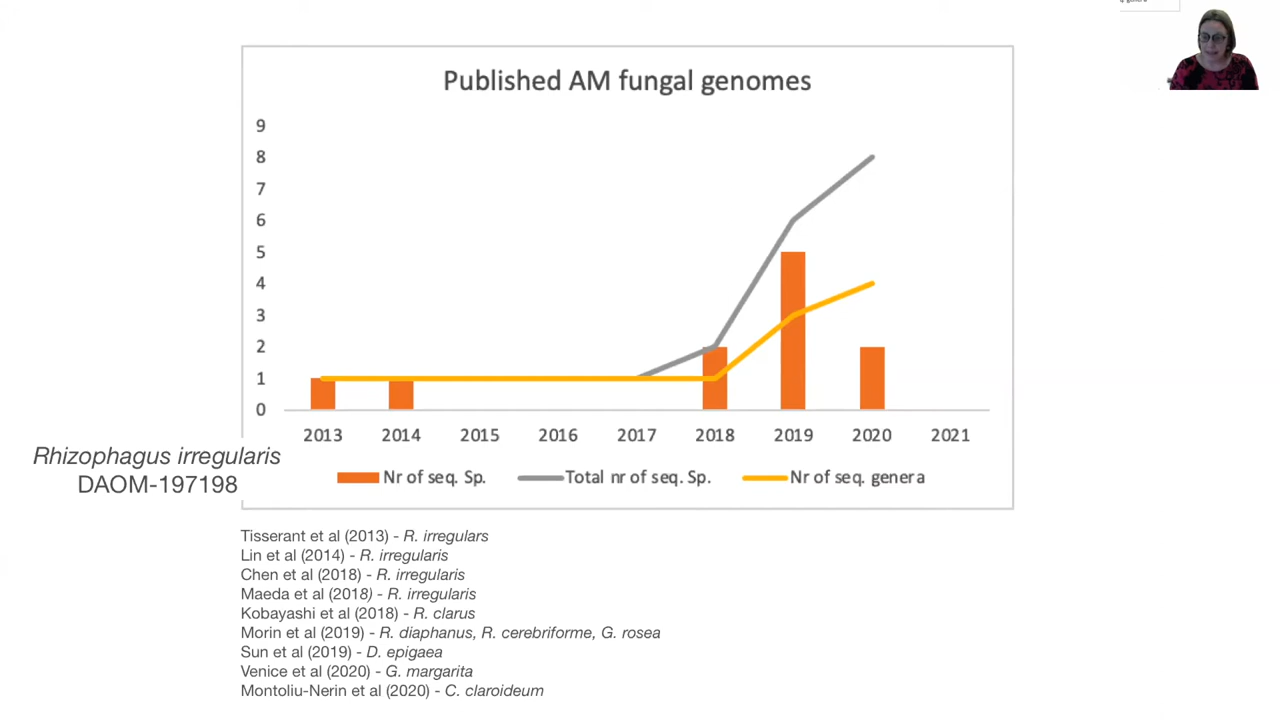 Published AM fungal genomes
9
8
7
6
5
4
3
2
1
0
2013 2014 2015 2016 2017 2018 2019 2020 2021
Nr of seq. Sp. Total nr of seq. Sp. Nr of seq. genera
Rhizophagus irregularis
DAOM-197198
Tisserant et al (2013) - R. irregulars
Lin et al (2014) - R. irregularis
Chen et al (2018) - R. irregularis
Maeda et al (2018) - R. irregularis
Kobayashi et al (2018) - R. clarus
Morin et al (2019) - R. diaphanus, R. cerebriforme, G. rosea
Sun et al (2019) - D. epigaea
Venice et al (2020) - G. margarita
Montoliu-Nerin et al (2020) - C. claroideum